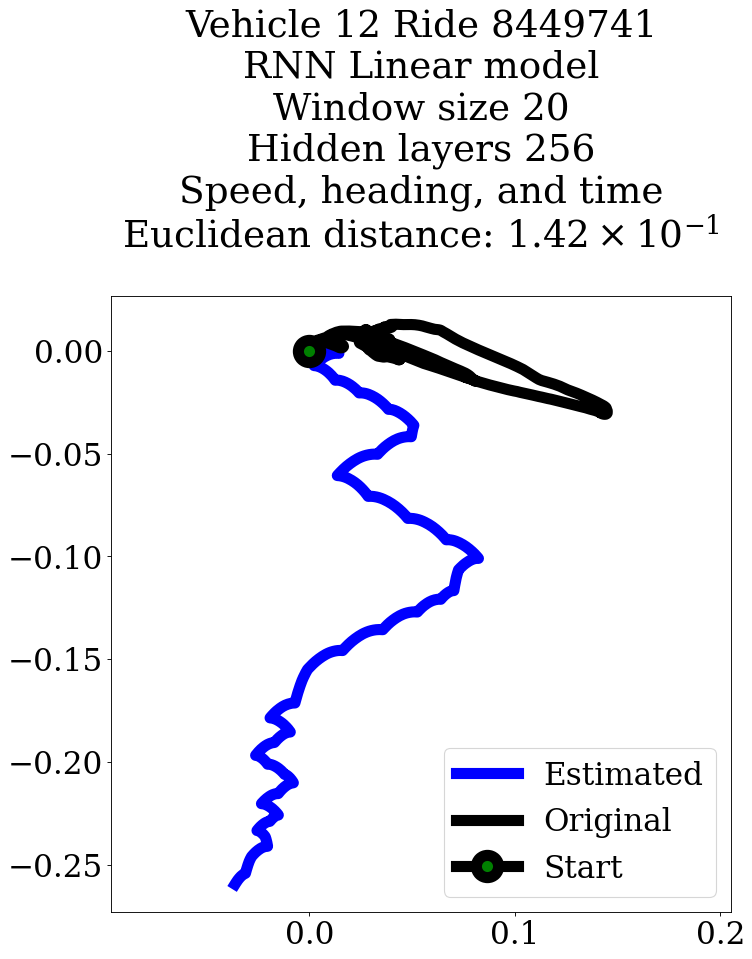 Vehicle 12 Ride 8449741
RNN Linear model
Window size 20
Hidden layers 256
Speed, heading, and time
Euclidean distance: 1.42 × 10⁻¹
0.00
−0.05
−0.10
−0.15
−0.20
−0.25
Estimated
Original
Start
0.0 0.1 0.2